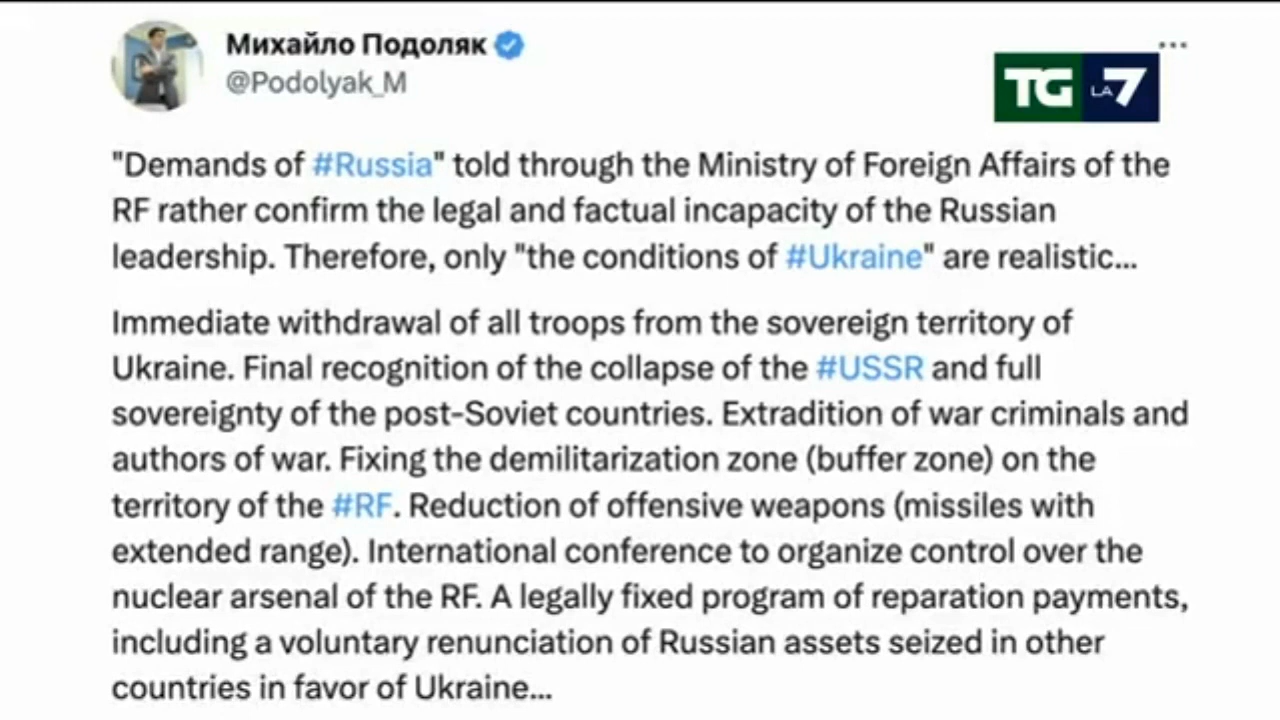 Михайло Подоляк
@Podolyak_M
TG LA7
"Demands of #Russia" told through the Ministry of Foreign Affairs of the
RF rather confirm the legal and factual incapacity of the Russian
leadership. Therefore, only "the conditions of #Ukraine" are realistic...
Immediate withdrawal of all troops from the sovereign territory of
Ukraine. Final recognition of the collapse of the #USSR and full
sovereignty of the post-Soviet countries. Extradition of war criminals and
authors of war. Fixing the demilitarization zone (buffer zone) on the
territory of the #RF. Reduction of offensive weapons (missiles with
extended range). International conference to organize control over the
nuclear arsenal of the RF. A legally fixed program of reparation payments,
including a voluntary renunciation of Russian assets seized in other
countries in favor of Ukraine...